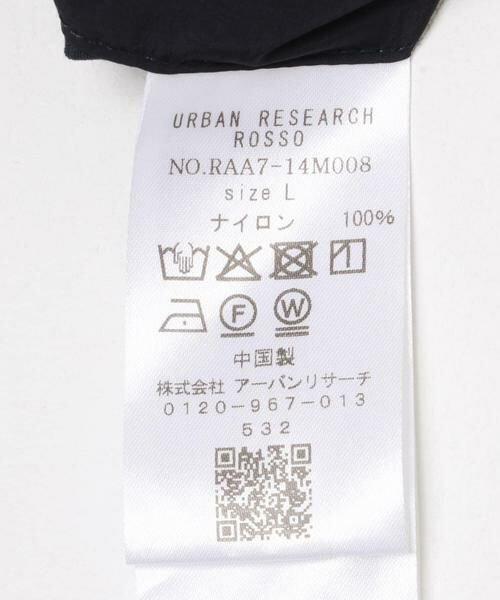 URBAN RESEARCH
ROSSO
NO.RAA7-14M008
size L
ナイロン 100%
F W
中国製
株式会社 アーバンリサーチ
0120-967-013
532